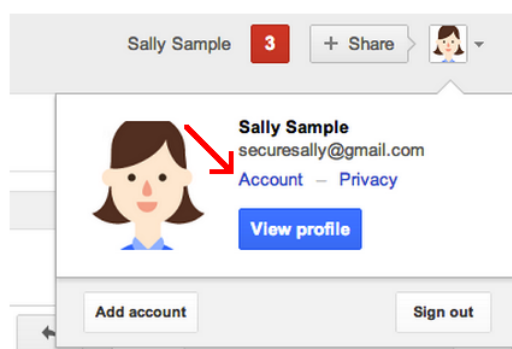 Sally Sample 3 + Share
Sally Sample
securesally@gmail.com
Account – Privacy
View profile
Add account Sign out